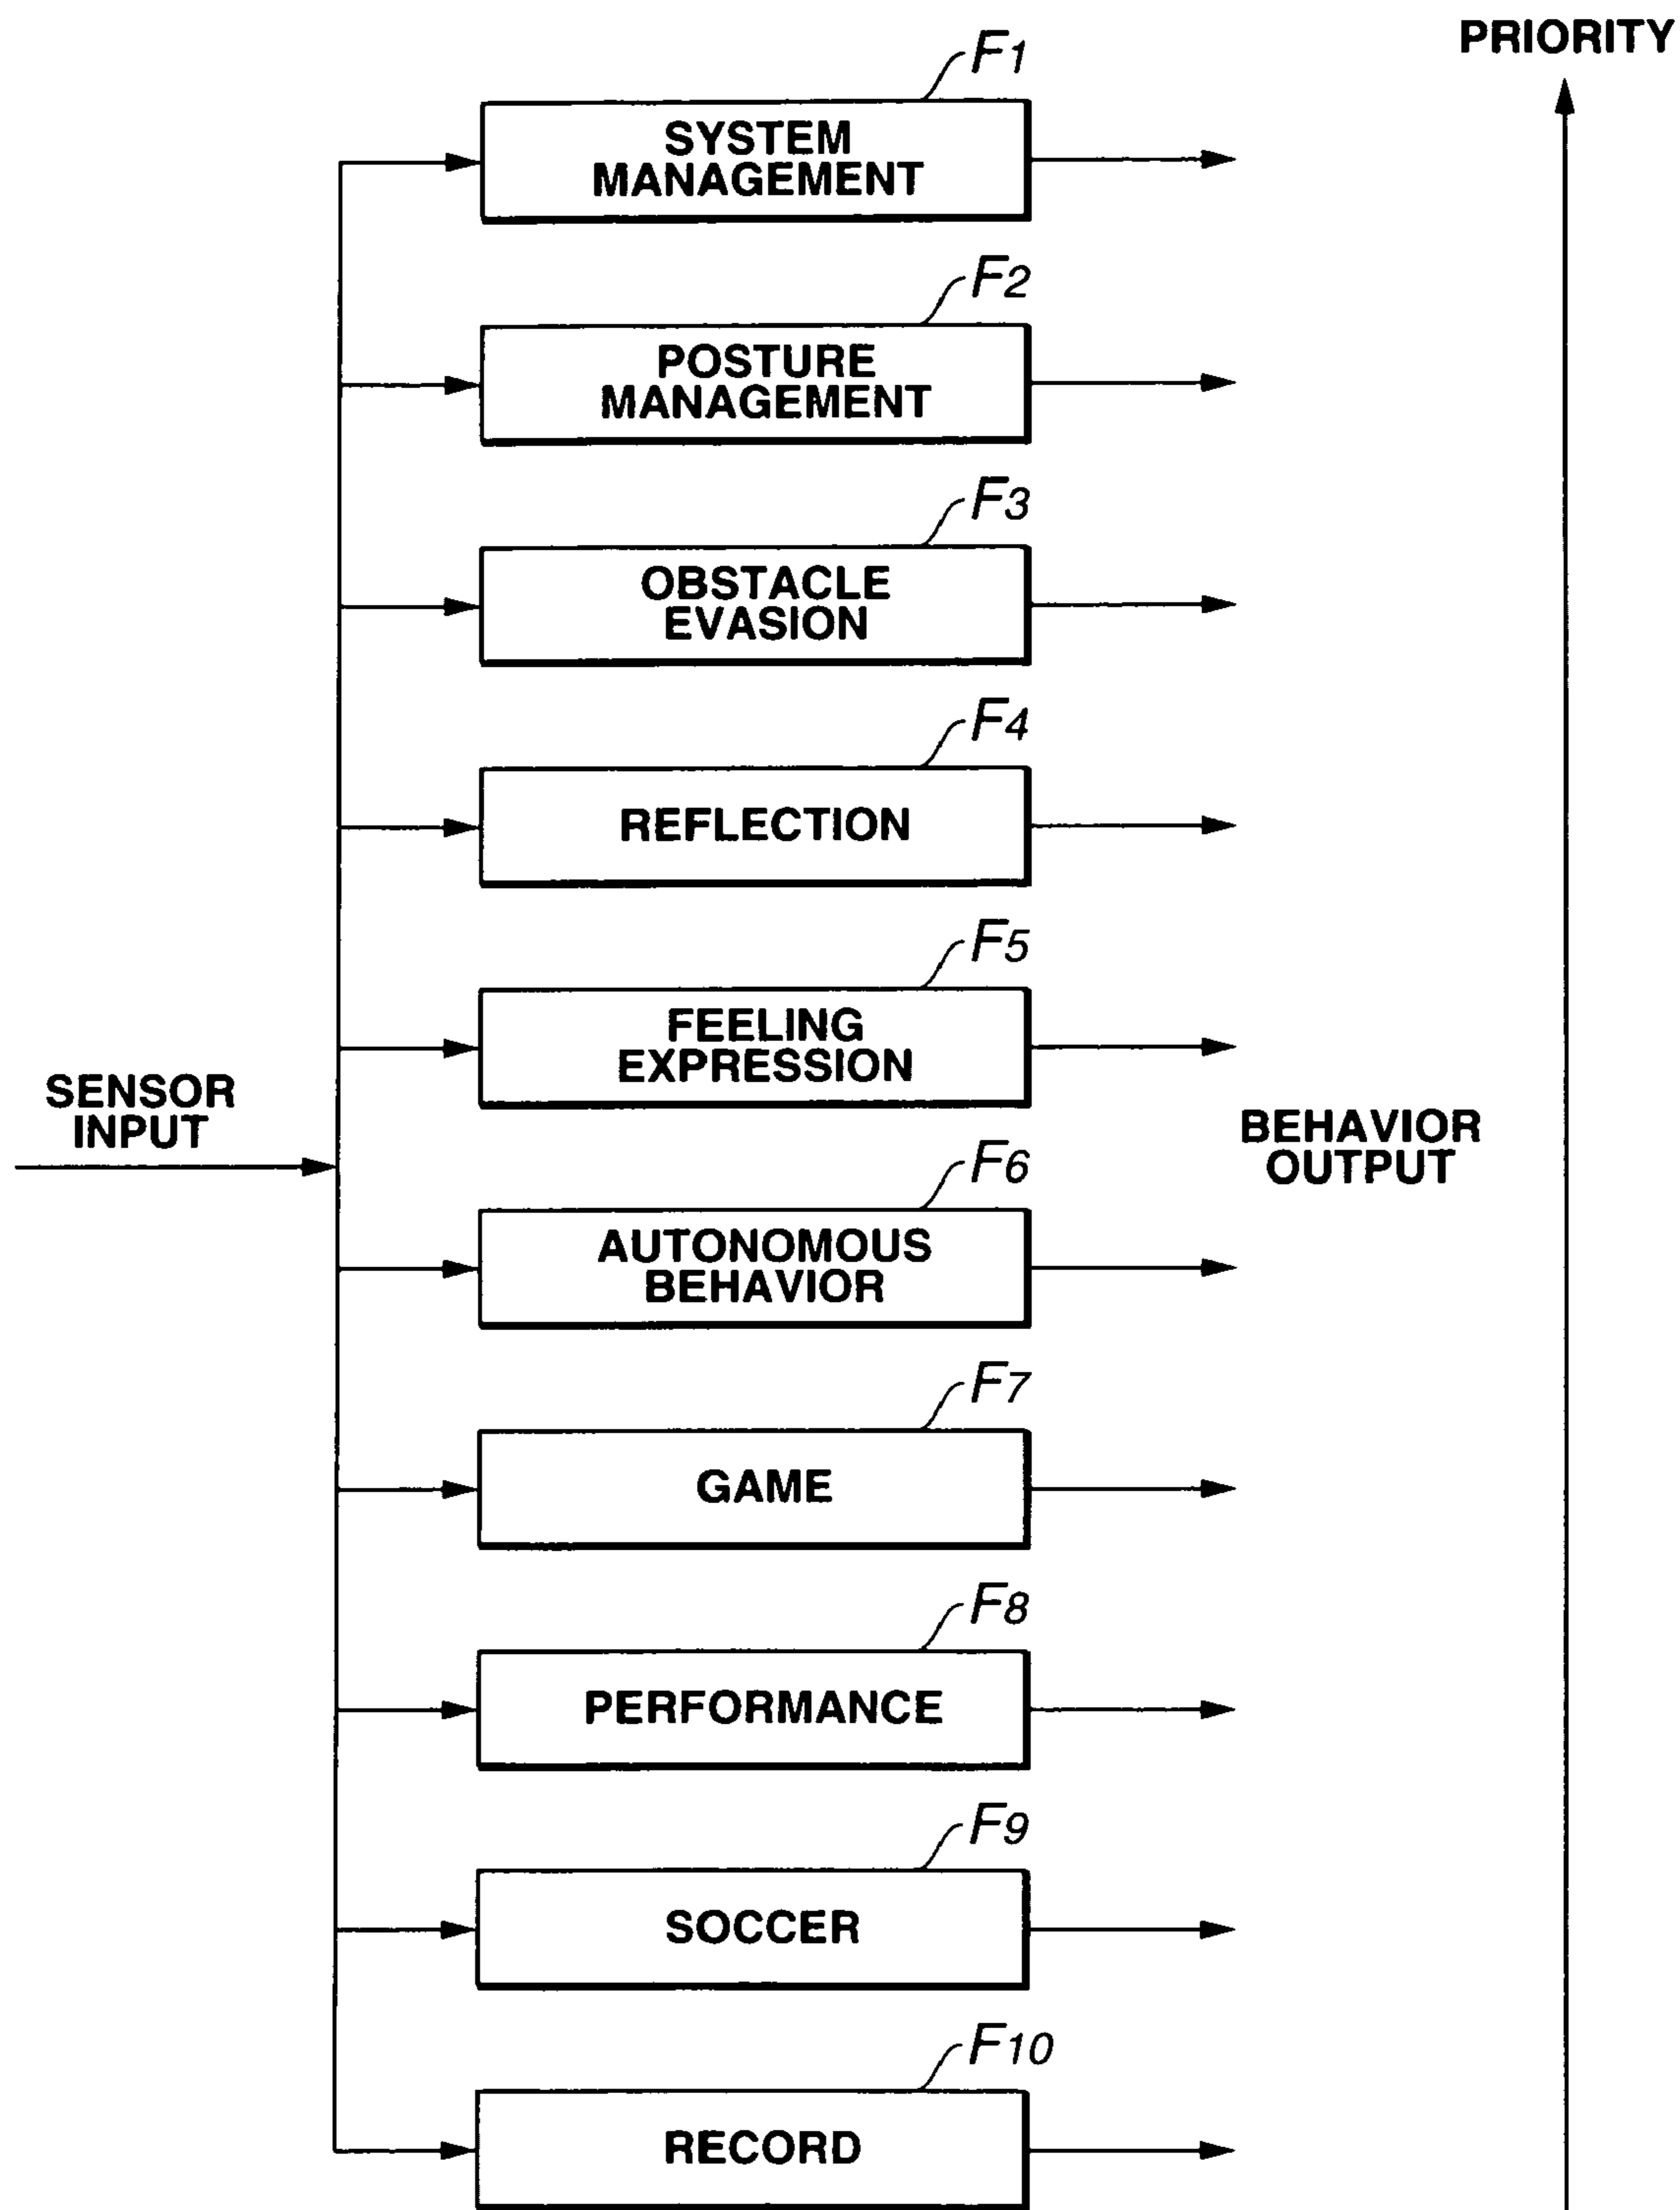 PRIORITY
F1
SYSTEM
MANAGEMENT
F2
POSTURE
MANAGEMENT
F3
OBSTACLE
EVASION
F4
REFLECTION
F5
FEELING
EXPRESSION
SENSOR
INPUT
BEHAVIOR
OUTPUT
F6
AUTONOMOUS
BEHAVIOR
F7
GAME
F8
PERFORMANCE
F9
SOCCER
F10
RECORD